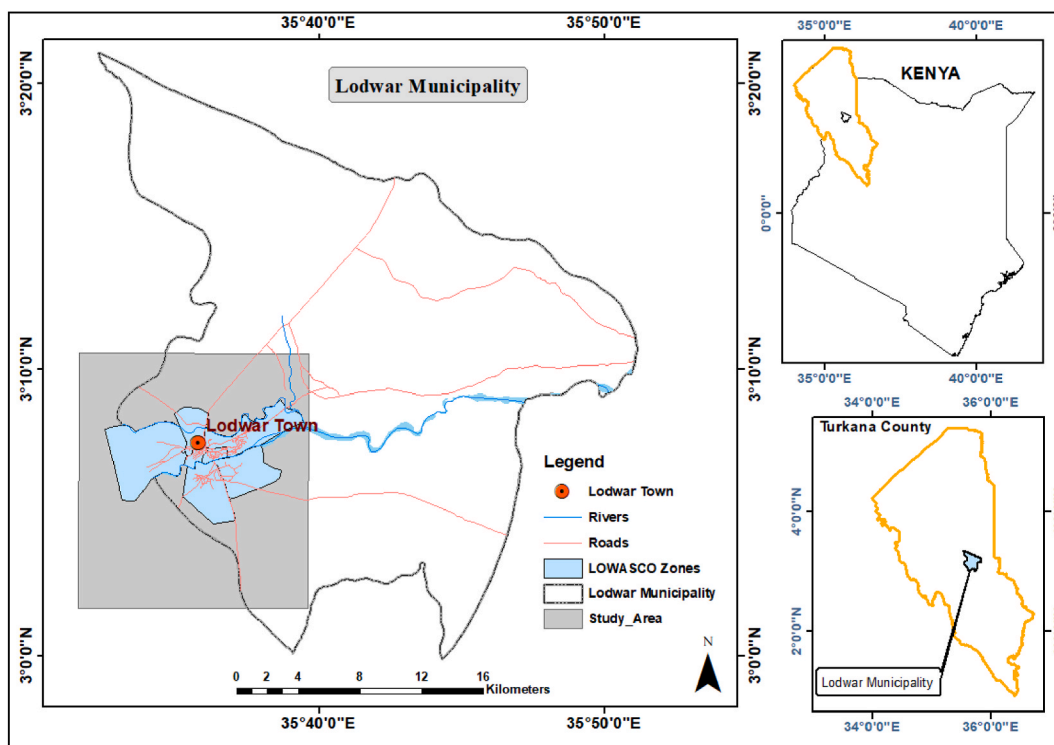 35°40'0"E
35°50'0"E
3°20'0"N
3°10'0"N
3°0'0"N
Lodwar Municipality
Lodwar Town
Legend
Lodwar Town
Rivers
Roads
LOWASCO Zones
Lodwar Municipality
Study_Area
N
0 2 4 8 12 16
Kilometers
3°20'0"N
3°10'0"N
3°0'0"N
35°40'0"E
35°50'0"E
35°0'0"E
40°0'0"E
KENYA
0°0'0"
35°0'0"E
40°0'0"E
34°0'0"E
36°0'0"E
Turkana County
4°0'0"N
2°0'0"N
Lodwar Municipality
34°0'0"E
36°0'0"E